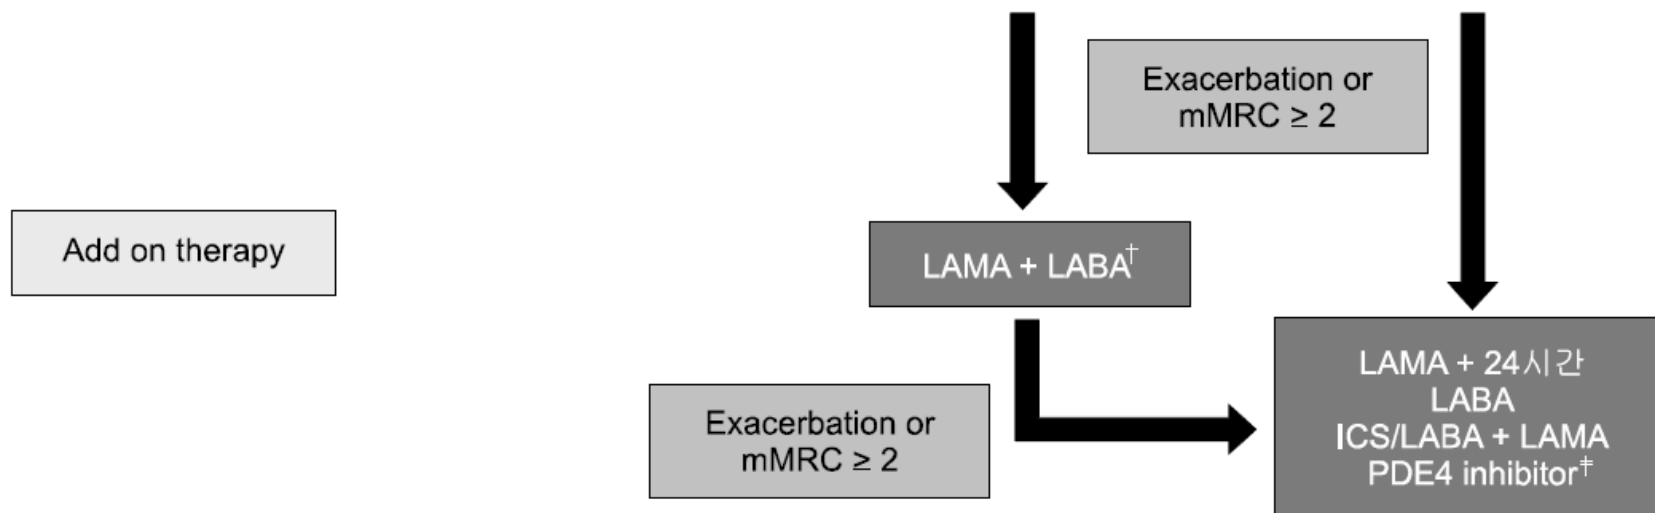 Exacerbation or
mMRC ≥ 2
Add on therapy
LAMA + LABA†
Exacerbation or
mMRC ≥ 2
LAMA + 24시간
LABA
ICS/LABA + LAMA
PDE4 inhibitor‡